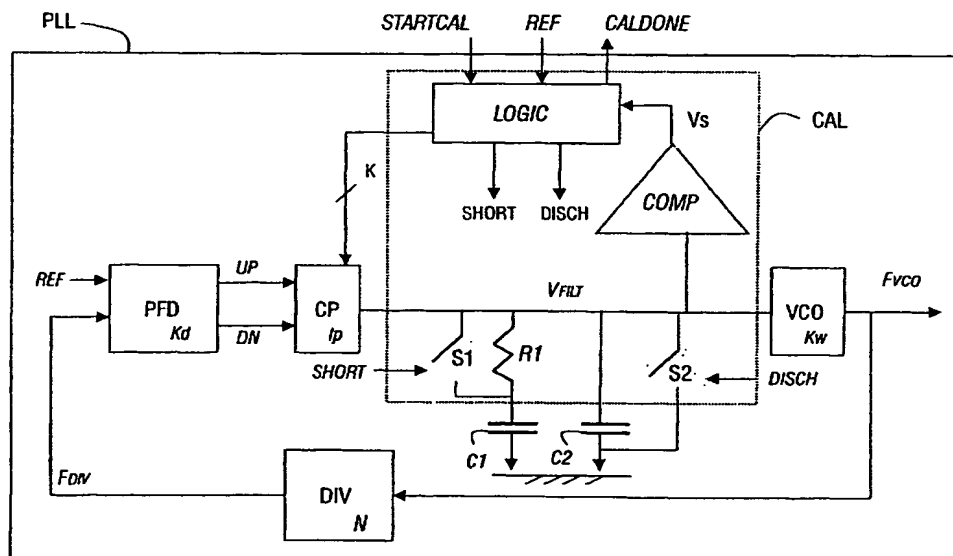 PLL
STARTCAL
REF
CALDONE
LOGIC
Vs
CAL
K
SHORT
DISCH
COMP
REF
UP
PFD
Kd
DN
CP
Ip
VFILT
VCO
Kw
FVCO
SHORT
S1
R1
S2
DISCH
C1
C2
FDIV
DIV
N